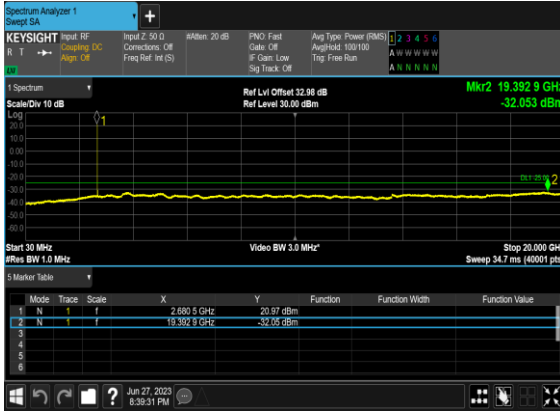 Spectrum Analyzer 1
Swept SA
+
KEYSIGHT
R T
Input: RF
Coupling: DC
Align: Off
Input Z: 50 Ω
Corrections: Off
Freq Ref: Int (S)
#Atten: 20 dB
PNO: Fast
Gate: Off
IF Gain: Low
Sig Track: Off
Avg Type: Power (RMS)
Avg|Hold: 100/100
Trig: Free Run
1 2 3 4 5 6
A W W W W W
A N N N N N
1 Spectrum
Scale/Div 10 dB
Ref Lvl Offset 32.98 dB
Ref Level 30.00 dBm
Mkr2 19.392 9 GHz
-32.053 dBm
Log
20.0
10.0
0.00
-10.0
-20.0
-30.0
-40.0
-50.0
-60.0
1
2
Start 30 MHz
#Res BW 1.0 MHz
Video BW 3.0 MHz*
Stop 20.000 GHz
Sweep 34.7 ms (40001 pts)
5 Marker Table
Mode Trace Scale X Y Function Function Width Function Value
1 N 1 f 2.680 5 GHz 20.97 dBm
2 N 1 f 19.392 9 GHz -32.05 dBm
3
4
5
6
?
Jun 27, 2023
8:39:31 PM